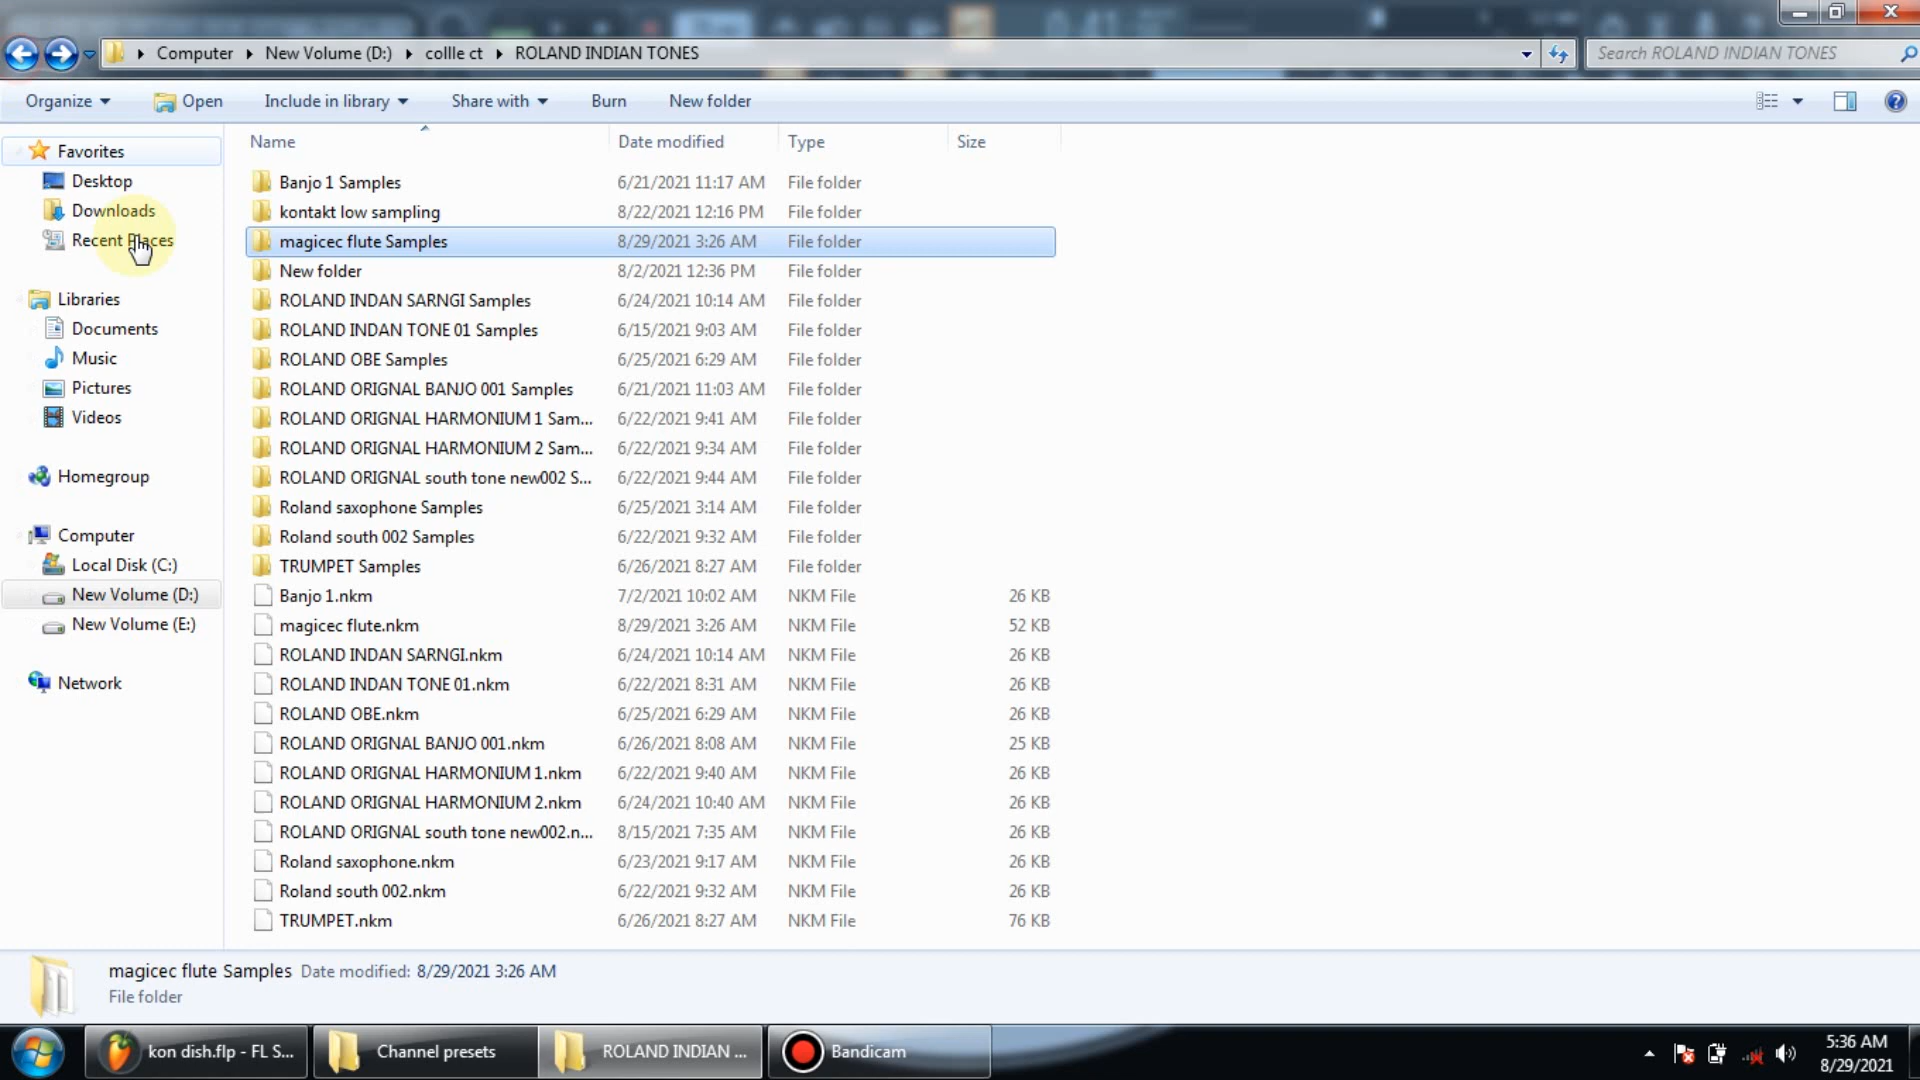 Computer New Volume (D:) collle ct ROLAND INDIAN TONES
Search ROLAND INDIAN TONES
Organize Open Include in library Share with Burn New folder
Favorites
Desktop
Downloads
Recent Places
Libraries
Documents
Music
Pictures
Videos
Homegroup
Computer
Local Disk (C:)
New Volume (D:)
New Volume (E:)
Network
Name Date modified Type Size
Banjo 1 Samples 6/21/2021 11:17 AM File folder
kontakt low sampling 8/22/2021 12:16 PM File folder
magicec flute Samples 8/29/2021 3:26 AM File folder
New folder 8/2/2021 12:36 PM File folder
ROLAND INDAN SARNGI Samples 6/24/2021 10:14 AM File folder
ROLAND INDAN TONE 01 Samples 6/15/2021 9:03 AM File folder
ROLAND OBE Samples 6/25/2021 6:29 AM File folder
ROLAND ORIGNAL BANJO 001 Samples 6/21/2021 11:03 AM File folder
ROLAND ORIGNAL HARMONIUM 1 Sam... 6/22/2021 9:41 AM File folder
ROLAND ORIGNAL HARMONIUM 2 Sam... 6/22/2021 9:34 AM File folder
ROLAND ORIGNAL south tone new002 S... 6/22/2021 9:44 AM File folder
Roland saxophone Samples 6/25/2021 3:14 AM File folder
Roland south 002 Samples 6/22/2021 9:32 AM File folder
TRUMPET Samples 6/26/2021 8:27 AM File folder
Banjo 1.nkm 7/2/2021 10:02 AM NKM File 26 KB
magicec flute.nkm 8/29/2021 3:26 AM NKM File 52 KB
ROLAND INDAN SARNGI.nkm 6/24/2021 10:14 AM NKM File 26 KB
ROLAND INDAN TONE 01.nkm 6/22/2021 8:31 AM NKM File 26 KB
ROLAND OBE.nkm 6/25/2021 6:29 AM NKM File 26 KB
ROLAND ORIGNAL BANJO 001.nkm 6/26/2021 8:08 AM NKM File 25 KB
ROLAND ORIGNAL HARMONIUM 1.nkm 6/22/2021 9:40 AM NKM File 26 KB
ROLAND ORIGNAL HARMONIUM 2.nkm 6/24/2021 10:40 AM NKM File 26 KB
ROLAND ORIGNAL south tone new002.n... 8/15/2021 7:35 AM NKM File 26 KB
Roland saxophone.nkm 6/23/2021 9:17 AM NKM File 26 KB
Roland south 002.nkm 6/22/2021 9:32 AM NKM File 26 KB
TRUMPET.nkm 6/26/2021 8:27 AM NKM File 76 KB
magicec flute Samples Date modified: 8/29/2021 3:26 AM
File folder
kon dish.flp - FL S... Channel presets ROLAND INDIAN ... Bandicam
5:36 AM
8/29/2021